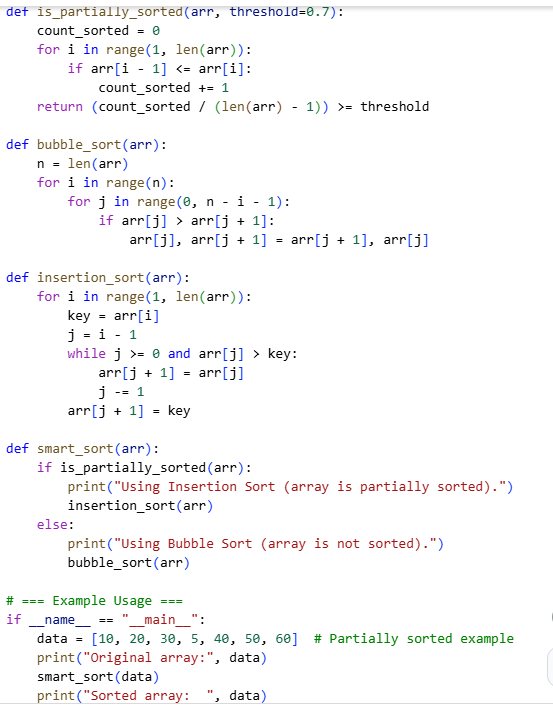 def is_partially_sorted(arr, threshold=0.7):
    count_sorted = 0
    for i in range(1, len(arr)):
        if arr[i - 1] <= arr[i]:
            count_sorted += 1
    return (count_sorted / (len(arr) - 1)) >= threshold

def bubble_sort(arr):
    n = len(arr)
    for i in range(n):
        for j in range(0, n - i - 1):
            if arr[j] > arr[j + 1]:
                arr[j], arr[j + 1] = arr[j + 1], arr[j]

def insertion_sort(arr):
    for i in range(1, len(arr)):
        key = arr[i]
        j = i - 1
        while j >= 0 and arr[j] > key:
            arr[j + 1] = arr[j]
            j -= 1
        arr[j + 1] = key

def smart_sort(arr):
    if is_partially_sorted(arr):
        print("Using Insertion Sort (array is partially sorted).")
        insertion_sort(arr)
    else:
        print("Using Bubble Sort (array is not sorted).")
        bubble_sort(arr)

# === Example Usage ===
if __name__ == "__main__":
    data = [10, 20, 30, 5, 40, 50, 60]  # Partially sorted example
    print("Original array:", data)
    smart_sort(data)
    print("Sorted array:  ", data)